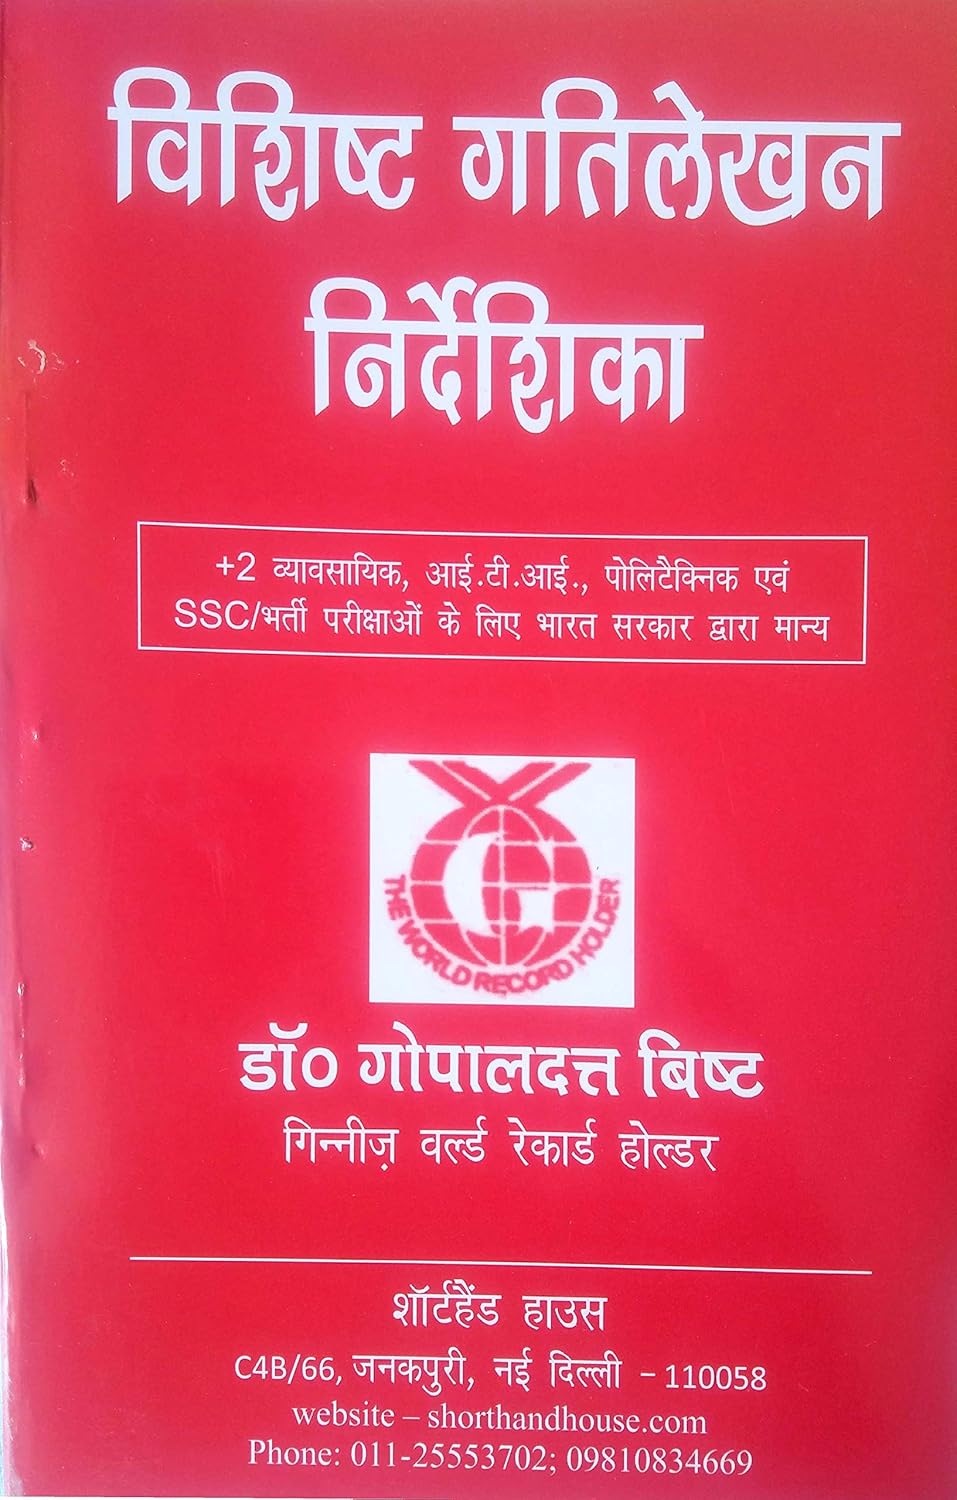 विशिष्ट गतिलेखन
निर्देशिका
+2 व्यावसायिक, आई.टी.आई., पोलिटैक्निक एवं
SSC/भर्ती परीक्षाओं के लिए भारत सरकार द्वारा मान्य
G
THE WORLD RECORD HOLDER
डॉ० गोपालदत्त बिष्ट
गिन्नीज़ वर्ल्ड रेकार्ड होल्डर
शॉर्टहैंड हाउस
C4B/66, जनकपुरी, नई दिल्ली – 110058
website – shorthandhouse.com
Phone: 011-25553702; 09810834669